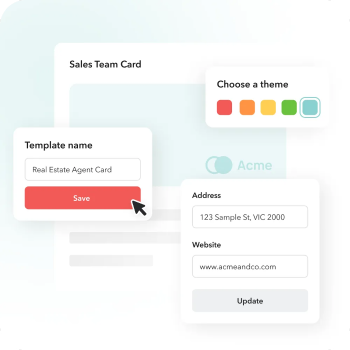 Sales Team Card
Choose a theme
Template name
Real Estate Agent Card
Save
Acme
Address
123 Sample St, VIC 2000
Website
www.acmeandco.com
Update